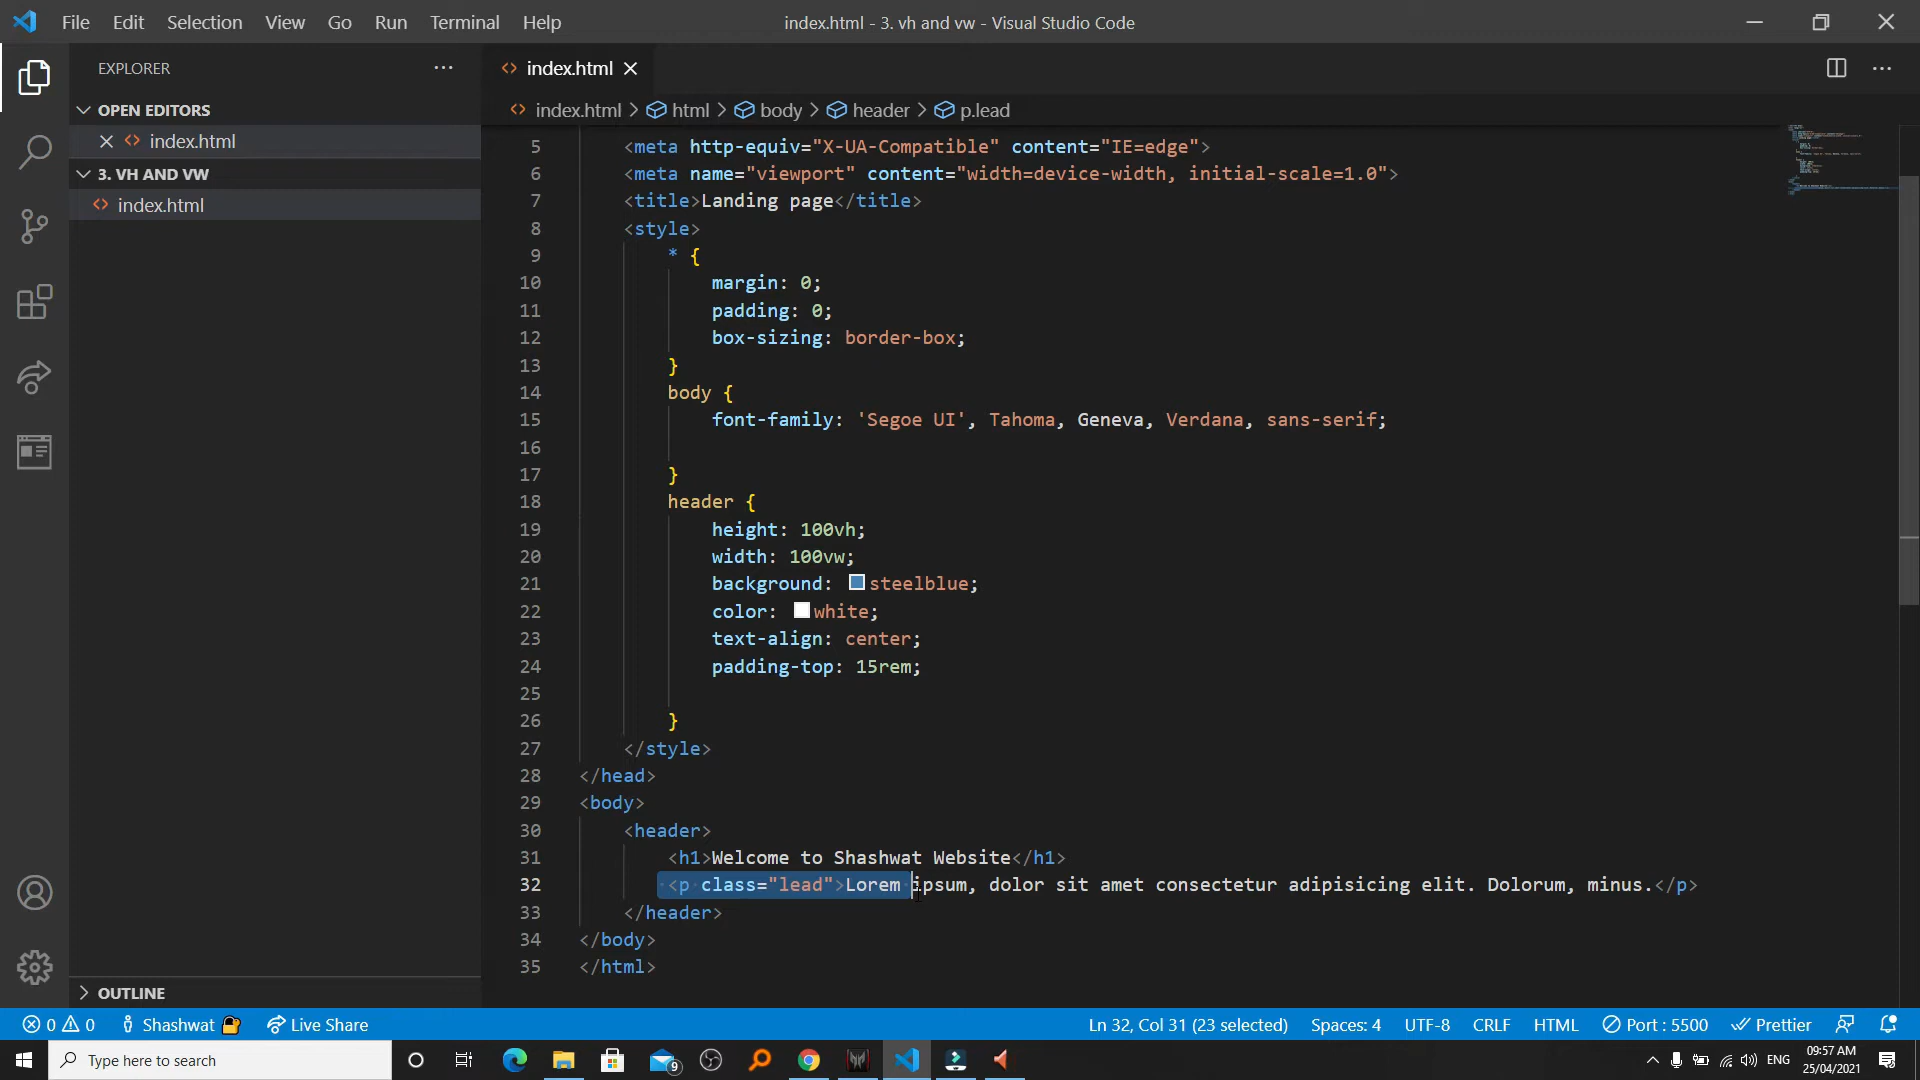 File Edit Selection View Go Run Terminal Help
index.html - 3. vh and vw - Visual Studio Code
EXPLORER
OPEN EDITORS
index.html
3. VH AND VW
index.html
OUTLINE
index.html
index.html > html > body > header > p.lead
5 <meta http-equiv="X-UA-Compatible" content="IE=edge">
6 <meta name="viewport" content="width=device-width, initial-scale=1.0">
7 <title>Landing page</title>
8 <style>
9 * {
10 margin: 0;
11 padding: 0;
12 box-sizing: border-box;
13 }
14 body {
15 font-family: 'Segoe UI', Tahoma, Geneva, Verdana, sans-serif;
16
17 }
18 header {
19 height: 100vh;
20 width: 100vw;
21 background: steelblue;
22 color: white;
23 text-align: center;
24 padding-top: 15rem;
25
26 }
27 </style>
28 </head>
29 <body>
30 <header>
31 <h1>Welcome to Shashwat Website</h1>
32 <p class="lead">Lorem ipsum, dolor sit amet consectetur adipisicing elit. Dolorum, minus.</p>
33 </header>
34 </body>
35 </html>
0 0 Shashwat Live Share Ln 32, Col 31 (23 selected) Spaces: 4 UTF-8 CRLF HTML Port : 5500 Prettier
Type here to search
9
ENG
09:57 AM
25/04/2021